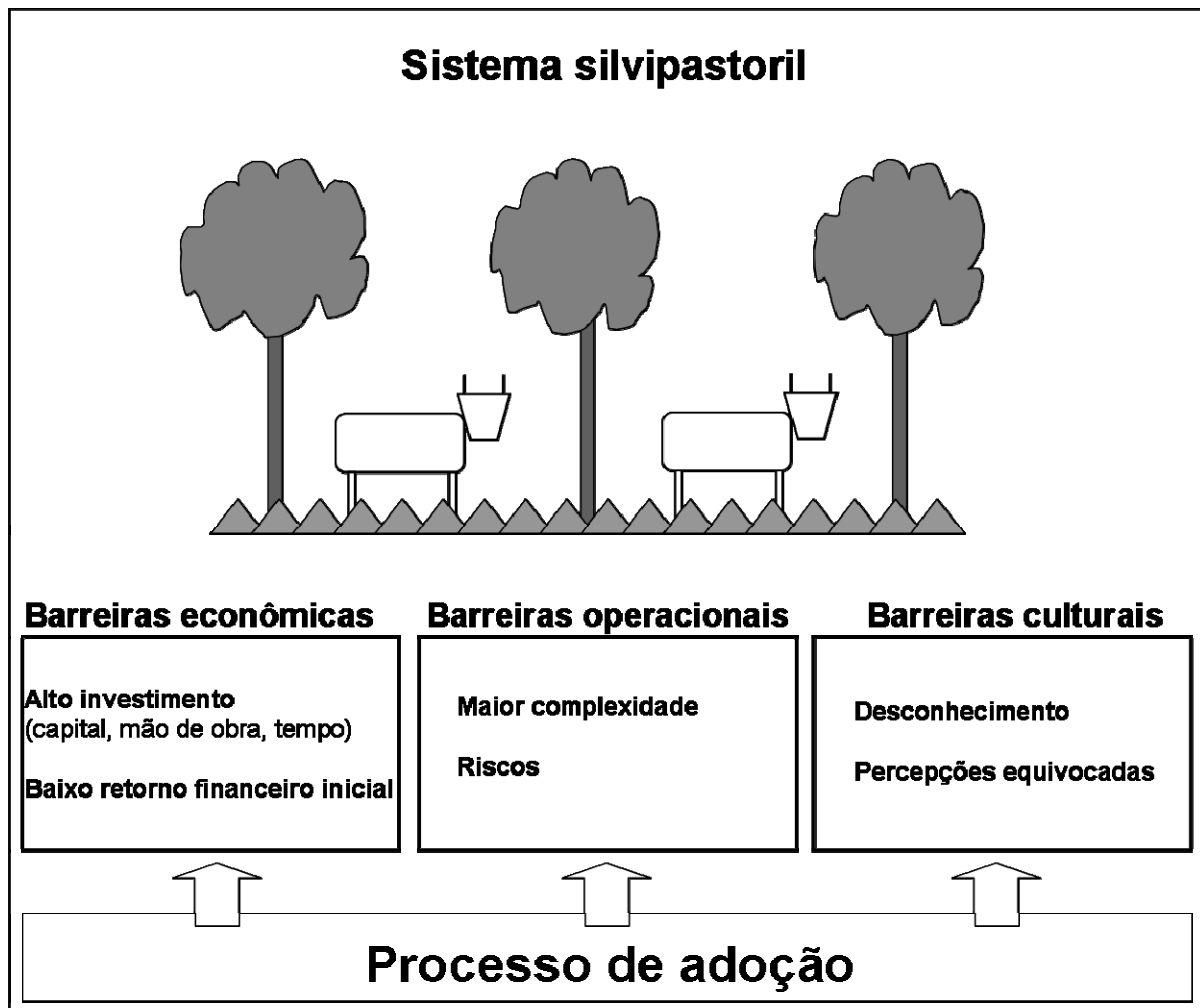 Sistema silvipastoril
Barreiras econômicas
Alto investimento
(capital, mão de obra, tempo)
Baixo retorno financeiro inicial
Barreiras operacionais
Maior complexidade
Riscos
Barreiras culturais
Desconhecimento
Percepções equivocadas
Processo de adoção